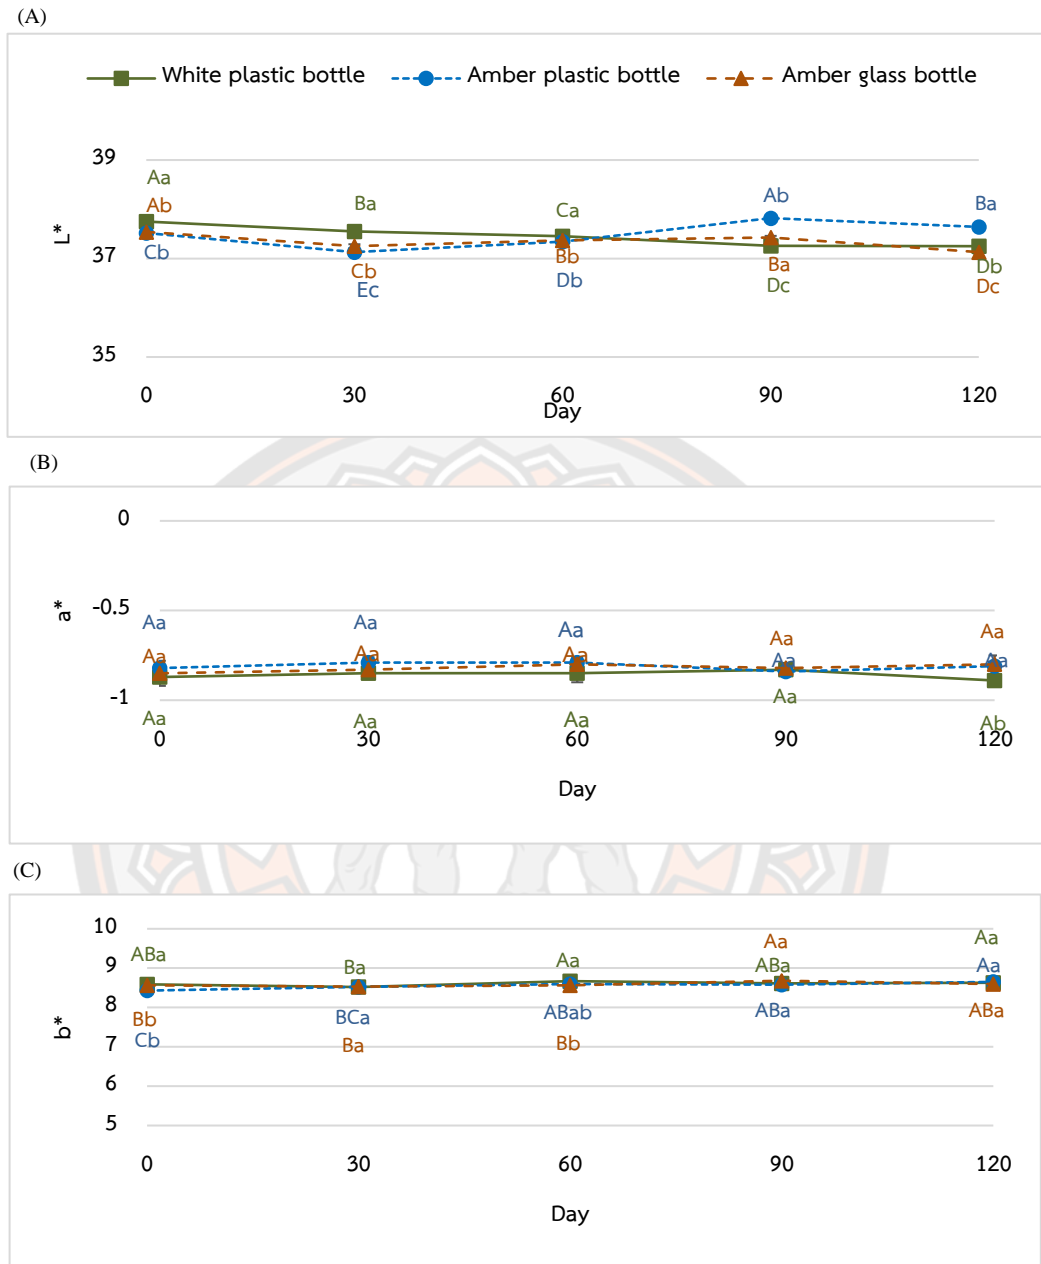 (A)
White plastic bottle Amber plastic bottle Amber glass bottle
39
Aa Ab Ba
Ab Ba Ca Ba
L*
37
Cb Cb Bb Ba Db
Ec Db Dc Dc
35
0 30 60 90 120
Day
(B)
0
a*
-0.5
Aa Aa Aa Aa Aa
Aa Aa Aa Aa Aa
-1
Aa Aa Aa Aa Ab
0 30 60 90 120
Day
(C)
10
Aa Aa
ABa Ba Aa ABa Aa
9
b*
8
Bb BCa ABab ABa ABa
Cb Ba Bb
7
6
5
0 30 60 90 120
Day